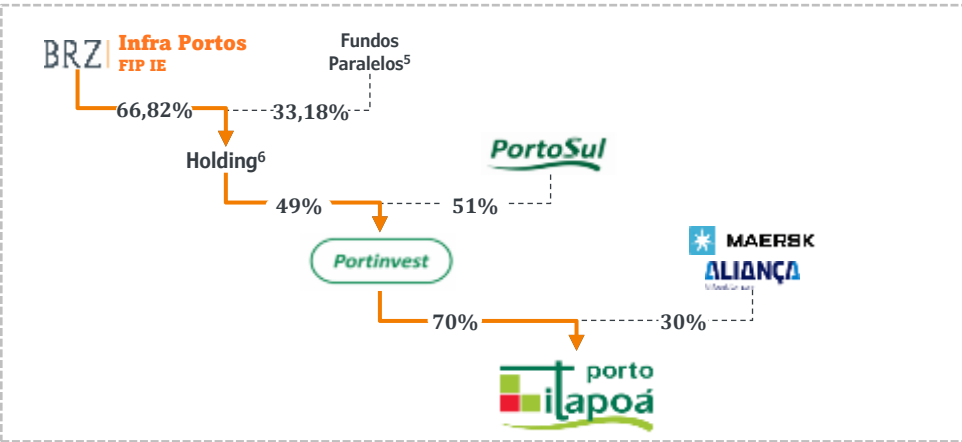 BRZ Infra Portos
FIP IE
Fundos
Paralelos⁵
66,82%
33,18%
Holding⁶
PortoSul
49%
51%
Portinvest
MAERSK
ALIANÇA
70%
30%
porto
itapoá